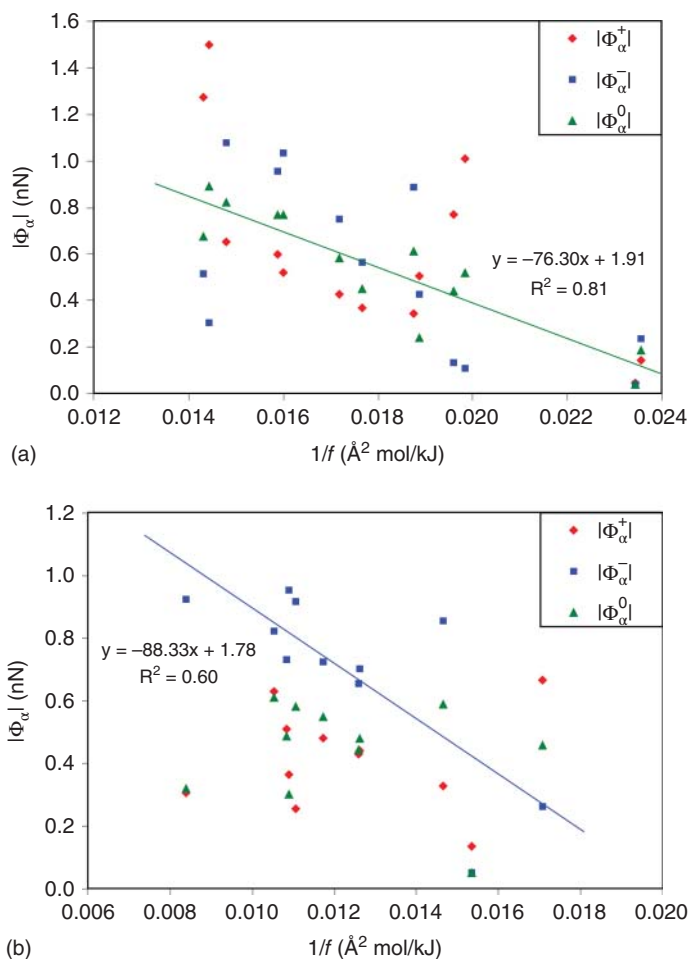 1.6
1.4
1.2
1.0
0.8
0.6
0.4
0.2
0.0
|Φα| (nN)
|Φα⁺|
|Φα⁻|
|Φα⁰|
y = –76.30x + 1.91
R² = 0.81
0.012 0.014 0.016 0.018 0.020 0.022 0.024
(a) 1/f (Å² mol/kJ)
1.2
1.0
0.8
0.6
0.4
0.2
0.0
|Φα| (nN)
|Φα⁺|
|Φα⁻|
|Φα⁰|
y = –88.33x + 1.78
R² = 0.60
0.006 0.008 0.010 0.012 0.014 0.016 0.018 0.020
(b) 1/f (Å² mol/kJ)